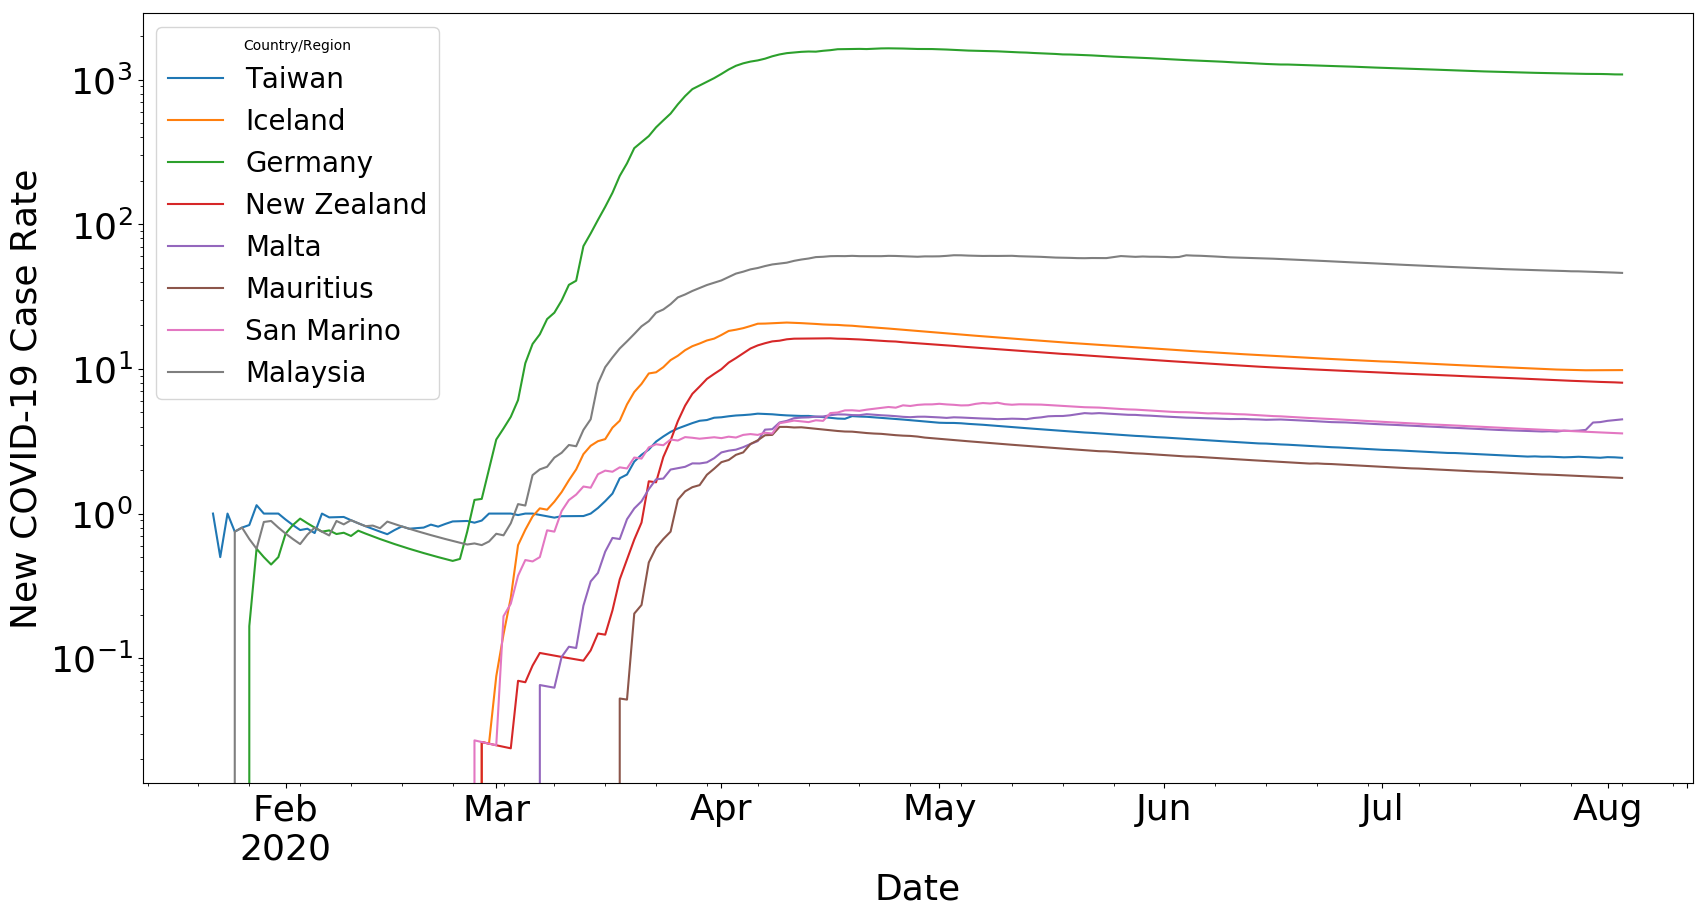 Country/Region
Taiwan
Iceland
Germany
New Zealand
Malta
Mauritius
San Marino
Malaysia
New COVID-19 Case Rate
10³
10²
10¹
10⁰
10⁻¹
Feb Mar Apr May Jun Jul Aug
2020
Date